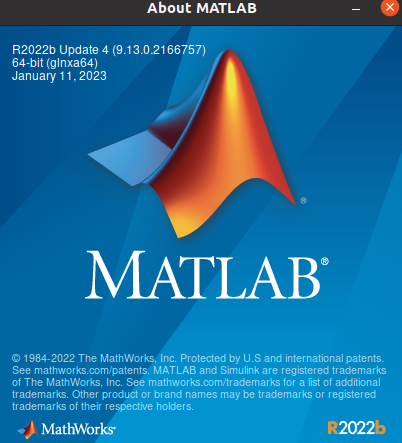 About MATLAB
R2022b Update 4 (9.13.0.2166757)
64-bit (glnxa64)
January 11, 2023
®
MATLAB®
© 1984-2022 The MathWorks, Inc. Protected by U.S and international patents.
See mathworks.com/patents. MATLAB and Simulink are registered trademarks
of The MathWorks, Inc. See mathworks.com/trademarks for a list of additional
trademarks. Other product or brand names may be trademarks or registered
trademarks of their respective holders.
MathWorks®
R2022b